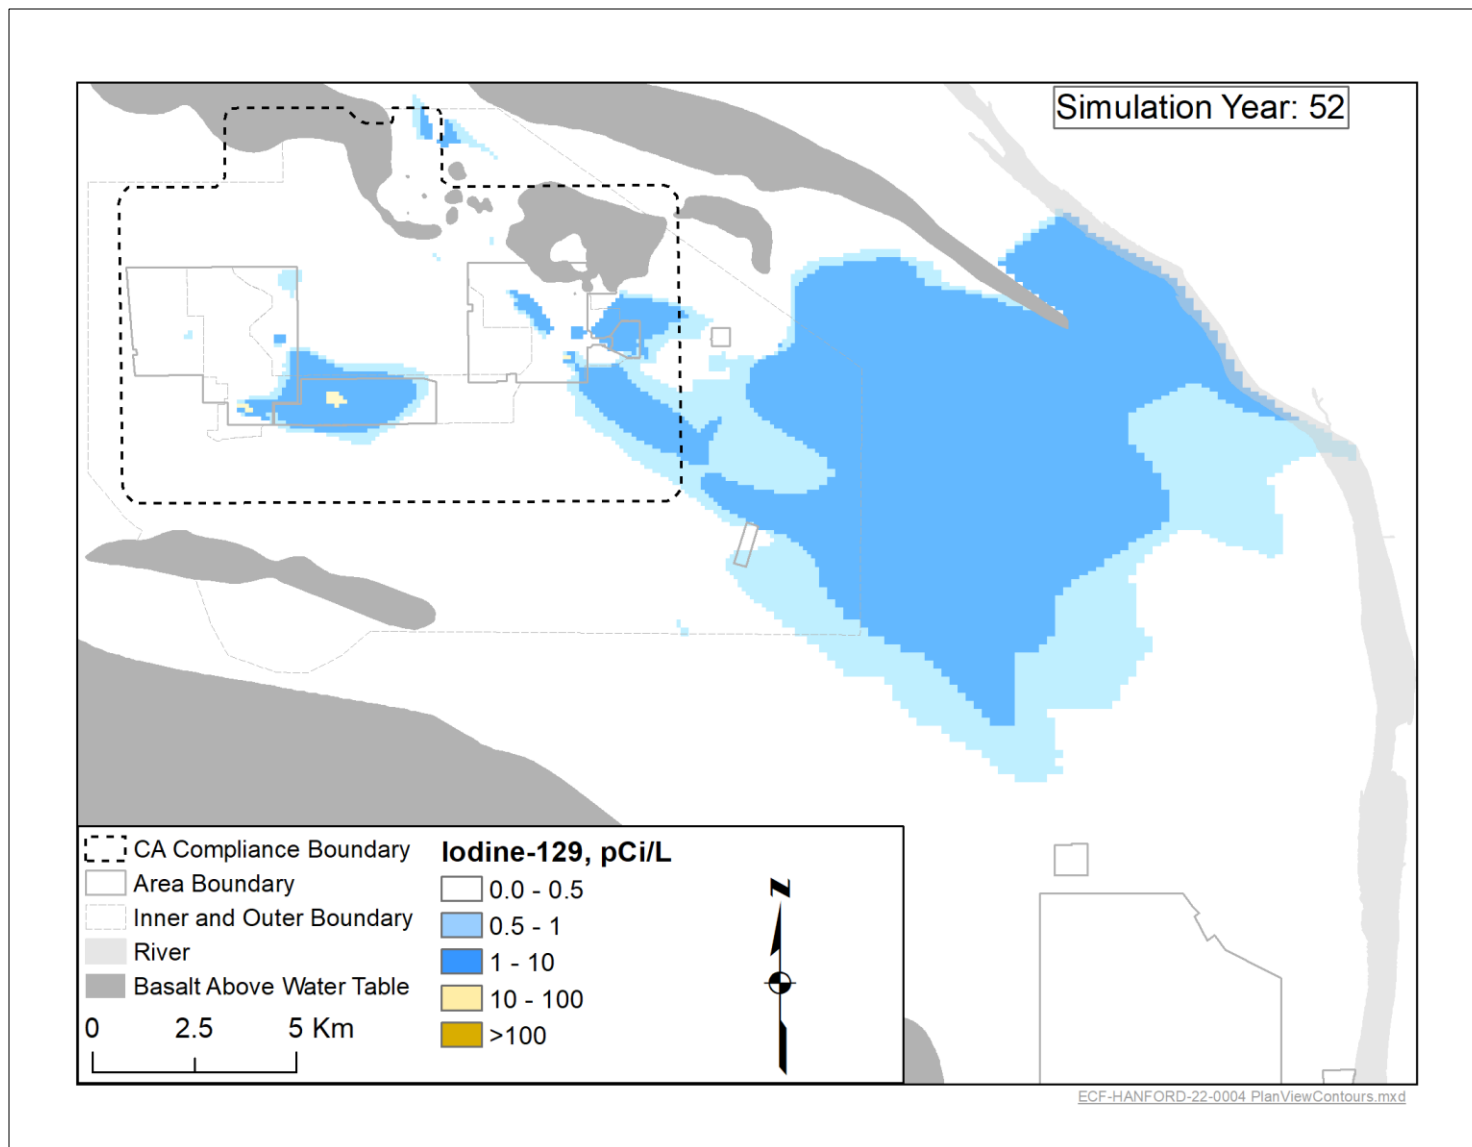 Simulation Year: 52
CA Compliance Boundary
Area Boundary
Inner and Outer Boundary
River
Basalt Above Water Table
0 2.5 5 Km
Iodine-129, pCi/L
0.0 - 0.5
0.5 - 1
1 - 10
10 - 100
>100
N
ECF-HANFORD-22-0004 PlanViewContours.mxd